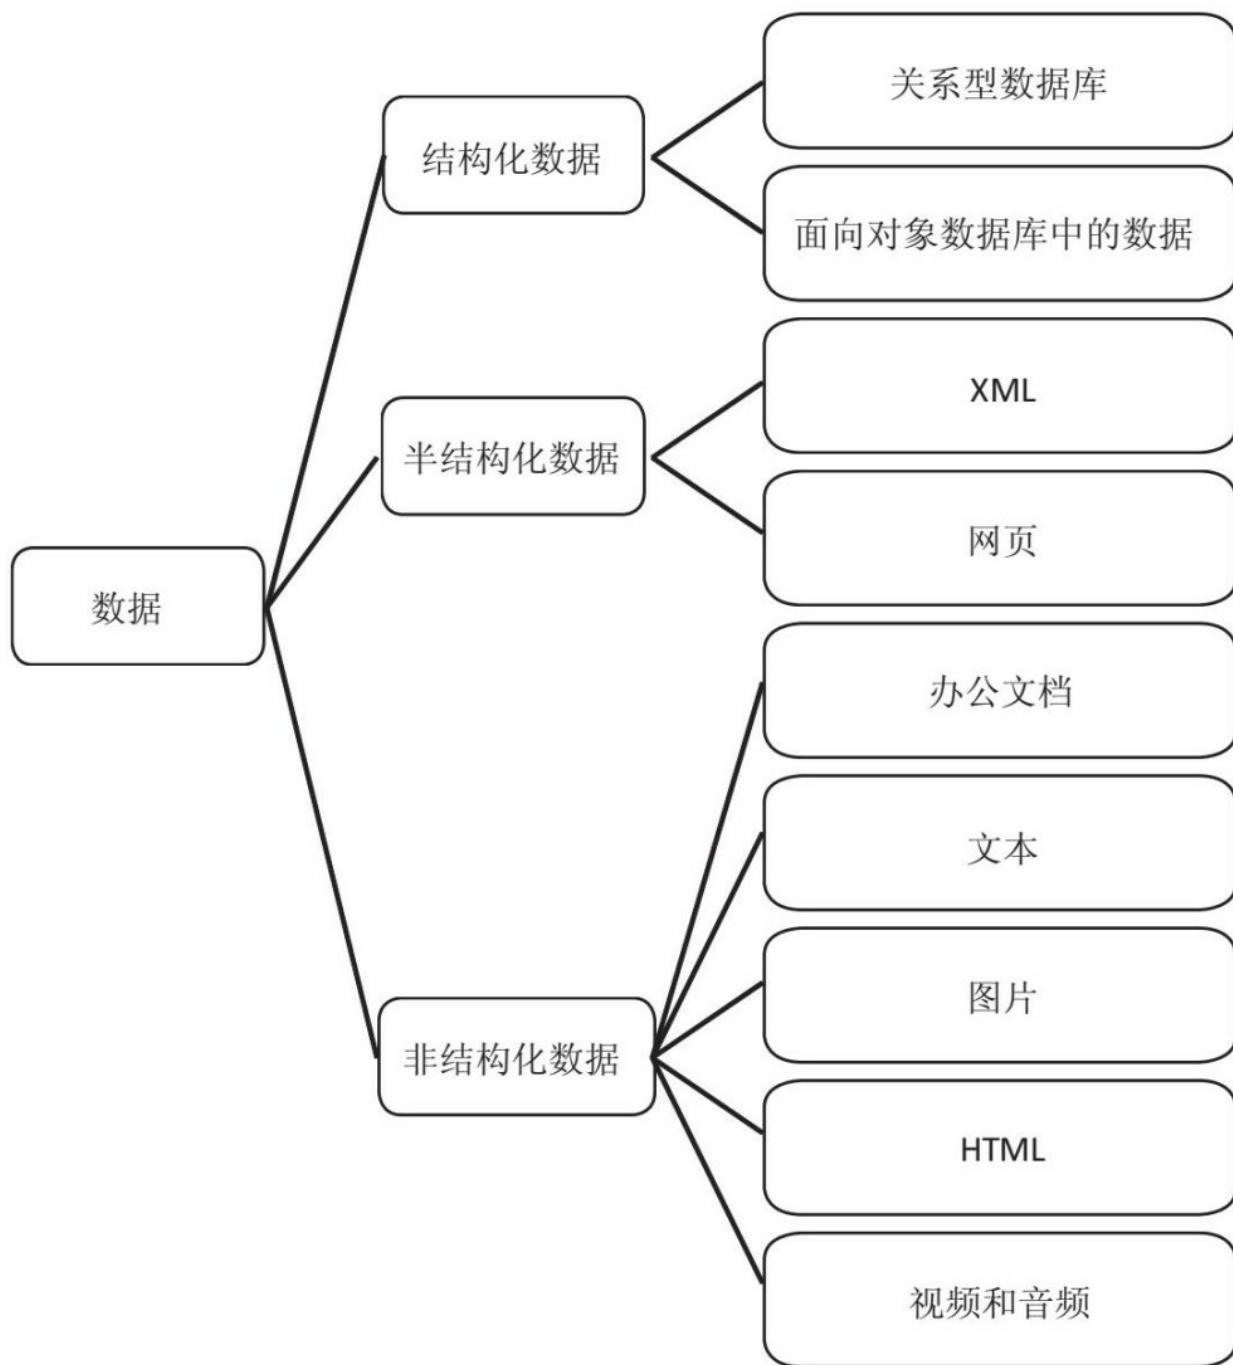 数据
结构化数据
关系型数据库
面向对象数据库中的数据
半结构化数据
XML
网页
非结构化数据
办公文档
文本
图片
HTML
视频和音频